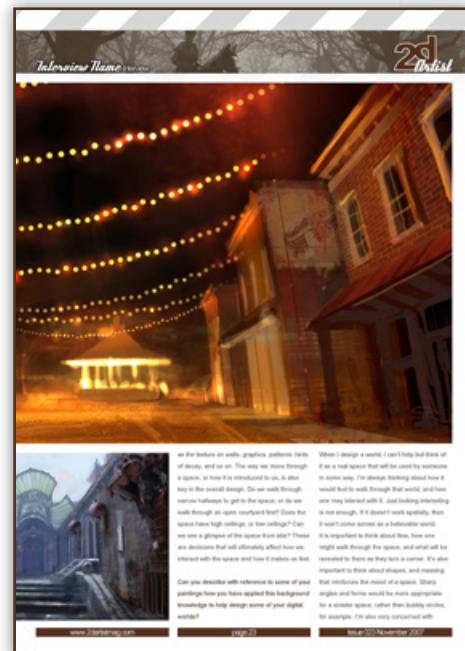 Interview Name Interview
2d Artist
as the texture on walls, graphics, patterns, hints
of decay, and so on. The way we move through
a space, or how it is introduced to us, is also
key in the overall design. Do we walk through
narrow hallways to get to the space, or do we
walk through an open courtyard first? Does the
space have high ceilings, or low ceilings? Can
we see a glimpse of the space from afar? These
are decisions that will ultimately affect how we
interact with the space and how it makes us feel.
Can you describe with reference to some of your
paintings how you have applied this background
knowledge to help design some of your digital
worlds?
When I design a world, I can't help but think of
it as a real space that will be used by someone
in some way. I'm always thinking about how it
would feel to walk through that world, and how
one may interact with it. Just looking interesting
is not enough. If it doesn't work spatially, then
it won't come across as a believable world.
It is important to think about flow, how one
might walk through the space, and what will be
revealed to them as they turn a corner. It's also
important to think about shapes, and massing
that reinforces the mood of a space. Sharp
angles and forms would be more appropriate
for a sinister space, rather than bubbly circles,
for example. I'm also very concerned with
www.2dartistmag.com
page 23
issue 023 November 2007